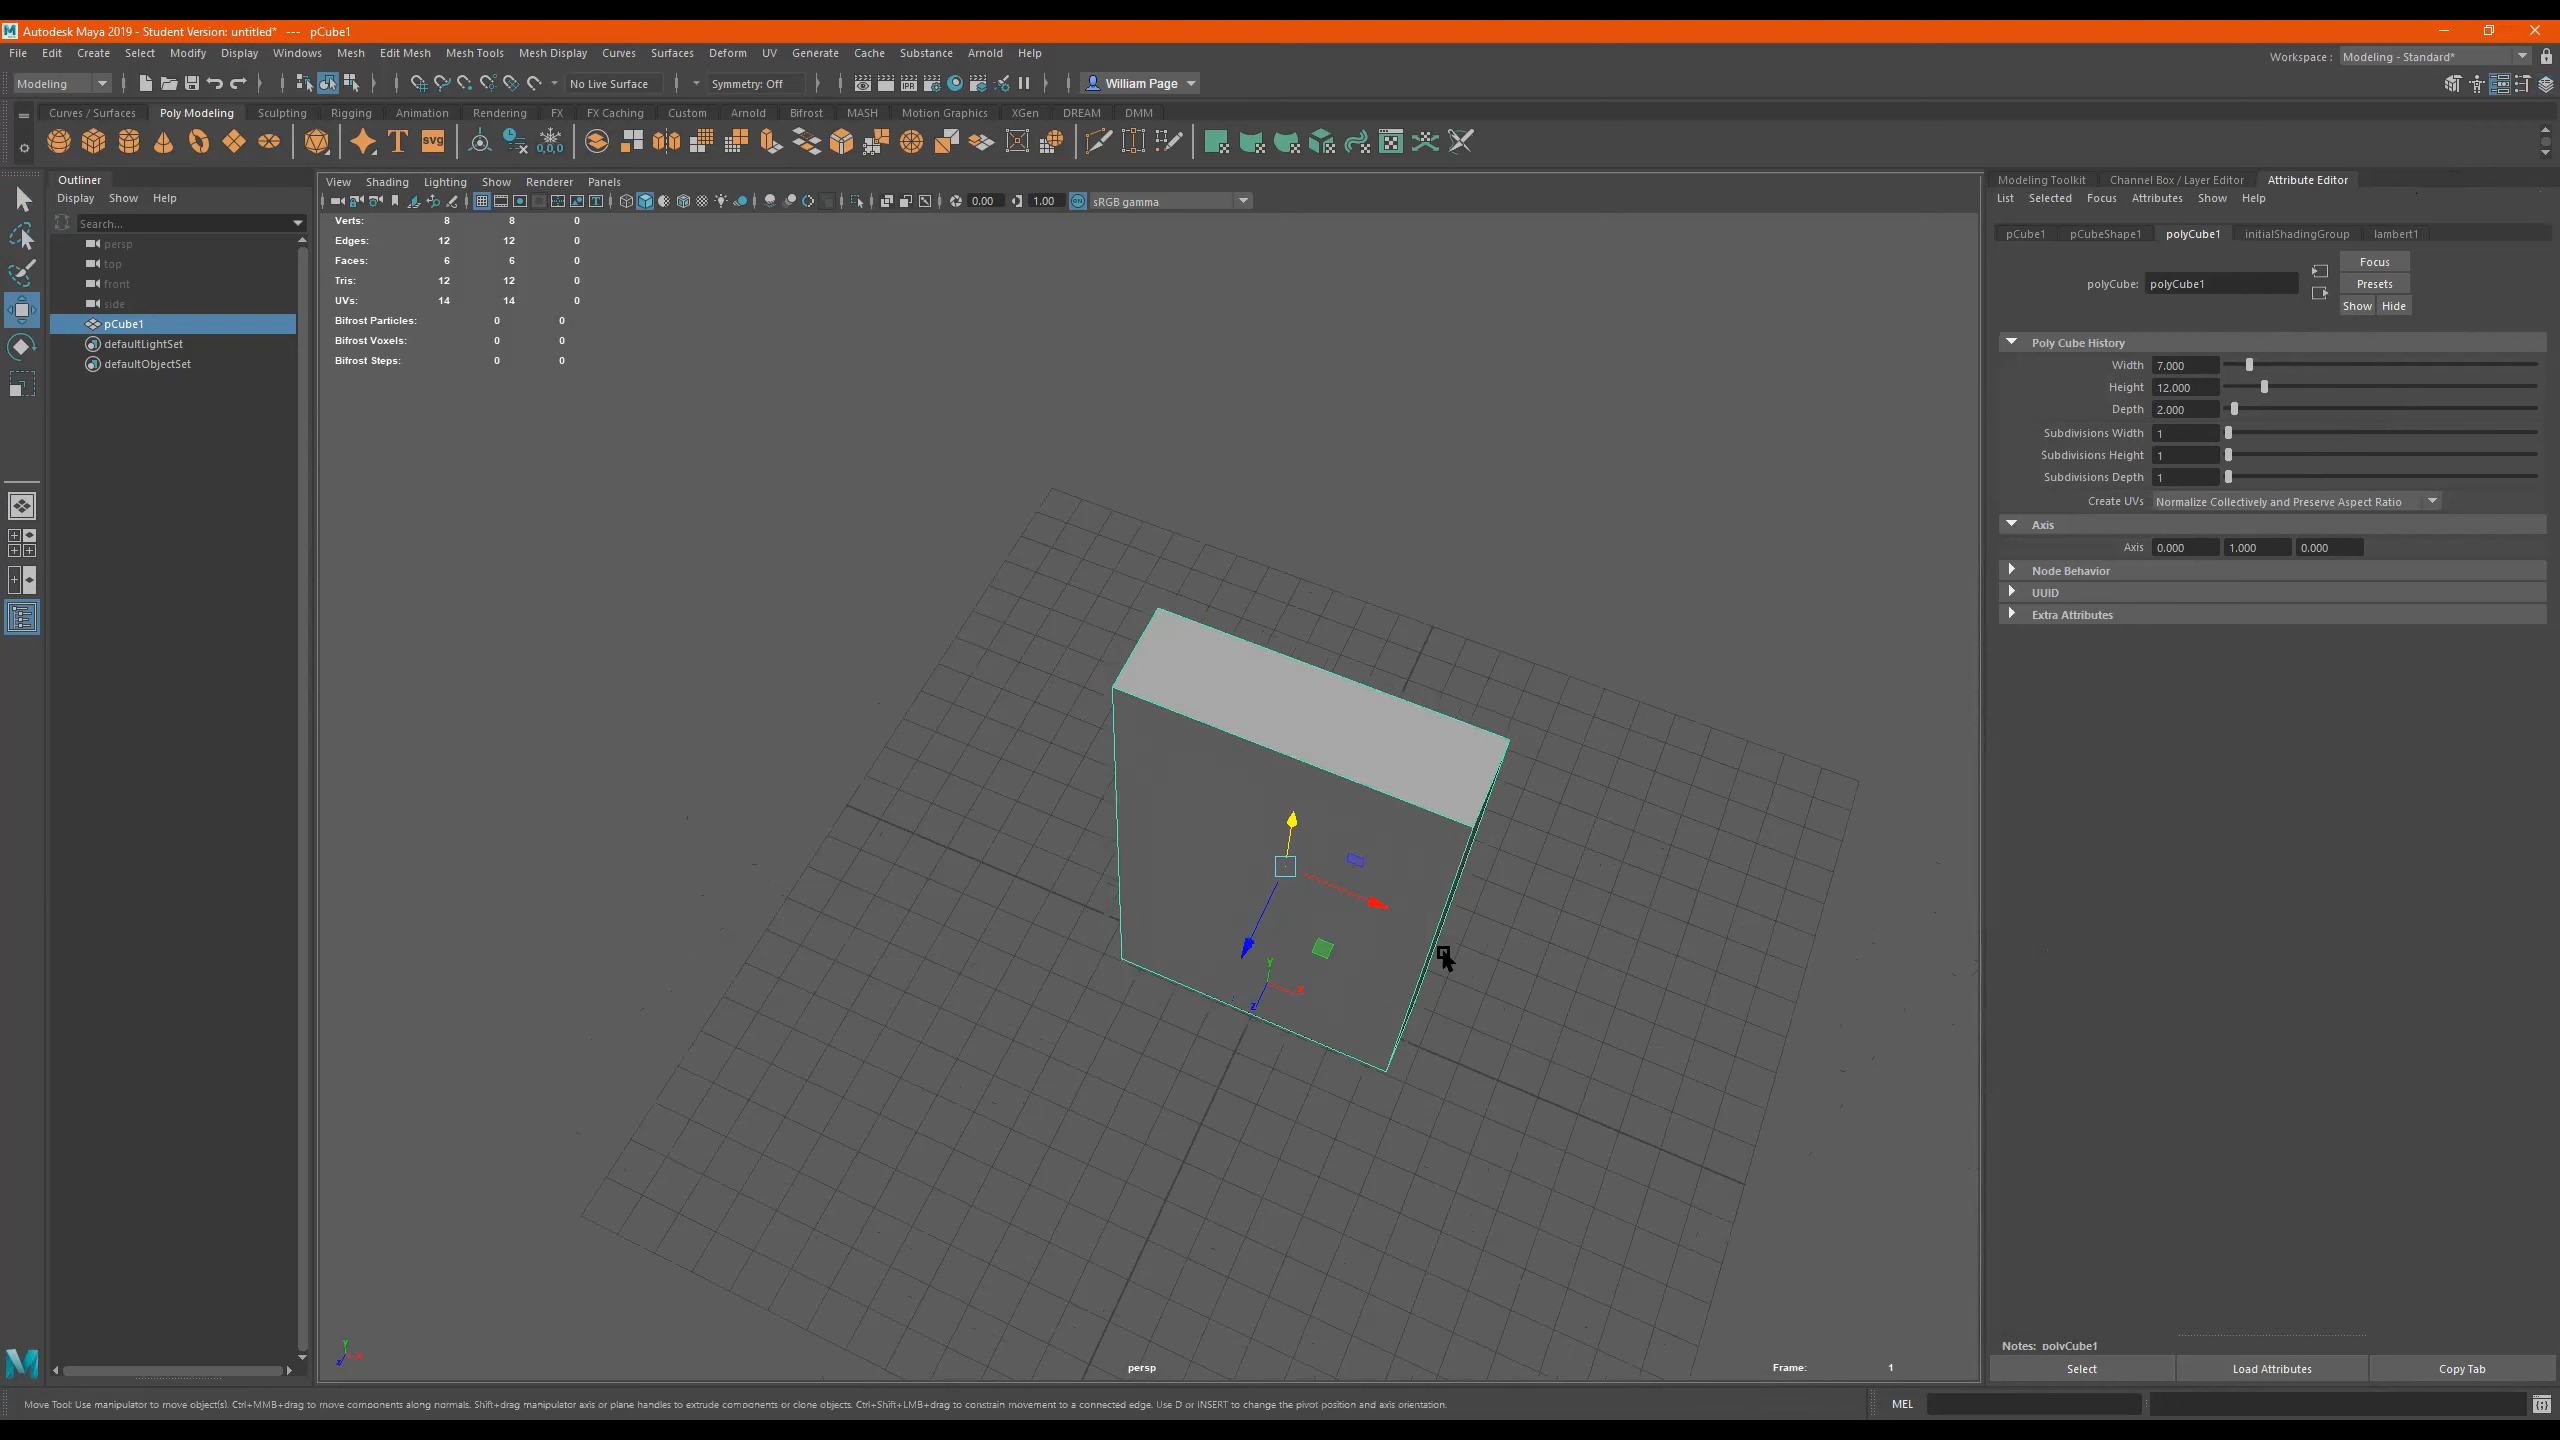 Autodesk Maya 2019 - Student Version: untitled* --- pCube1
File Edit Create Select Modify Display Windows Mesh Edit Mesh Mesh Tools Mesh Display Curves Surfaces Deform UV Generate Cache Substance Arnold Help
Workspace : Modeling - Standard*
Modeling No Live Surface Symmetry: Off IPR William Page
Curves / Surfaces Poly Modeling Sculpting Rigging Animation Rendering FX FX Caching Custom Arnold Bifrost MASH Motion Graphics XGen DREAM DMM
T SVG 0,0,0
Outliner
Display Show Help
Search...
persp
top
front
side
pCube1
defaultLightSet
defaultObjectSet
View Shading Lighting Show Renderer Panels
0.00 1.00 ON sRGB gamma
Verts: 8 8 0
Edges: 12 12 0
Faces: 6 6 0
Tris: 12 12 0
UVs: 14 14 0
Bifrost Particles: 0 0
Bifrost Voxels: 0 0
Bifrost Steps: 0 0
y
x
z
persp
Frame: 1
Modeling Toolkit Channel Box / Layer Editor Attribute Editor
List Selected Focus Attributes Show Help
pCube1 pCubeShape1 polyCube1 initialShadingGroup lambert1
Focus
polyCube: polyCube1 Presets
Show Hide
Poly Cube History
Width 7.000
Height 12.000
Depth 2.000
Subdivisions Width 1
Subdivisions Height 1
Subdivisions Depth 1
Create UVs Normalize Collectively and Preserve Aspect Ratio
Axis
Axis 0.000 1.000 0.000
Node Behavior
UUID
Extra Attributes
Notes: polyCube1
Select Load Attributes Copy Tab
Move Tool: Use manipulator to move object(s). Ctrl+MMB+drag to move components along normals. Shift+drag manipulator axis or plane handles to extrude components or clone objects. Ctrl+Shift+LMB+drag to constrain movement to a connected edge. Use D or INSERT to change the pivot position and axis orientation.
MEL